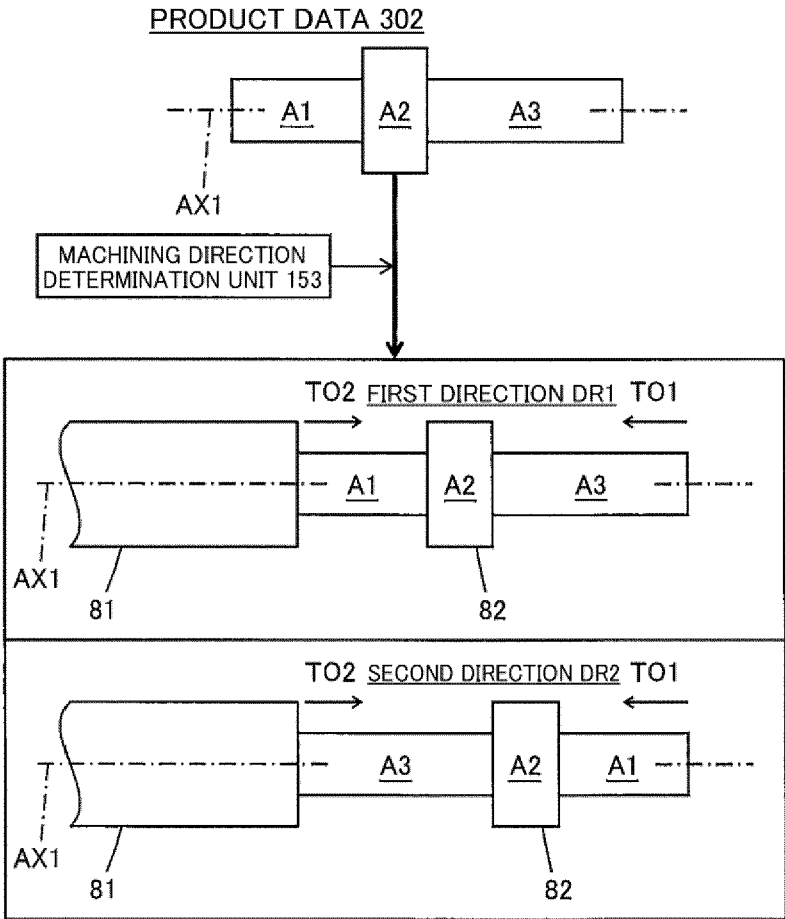 PRODUCT DATA 302
A1 A2 A3
AX1
MACHINING DIRECTION
DETERMINATION UNIT 153
TO2 FIRST DIRECTION DR1 TO1
A1 A2 A3
AX1
81 82
TO2 SECOND DIRECTION DR2 TO1
A3 A2 A1
AX1
81 82